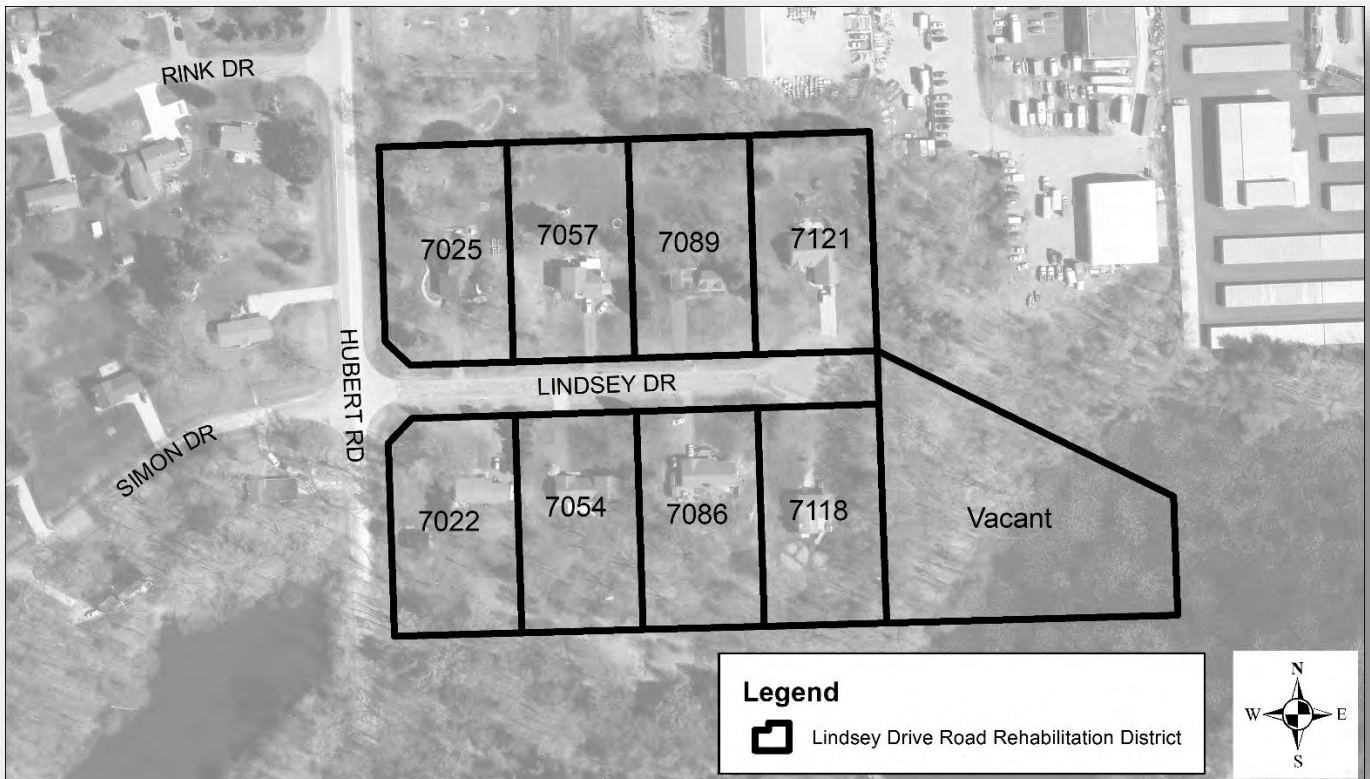 RINK DR
7025
7057
7089
7121
HUBERT RD
LINDSEY DR
SIMON DR
7022
7054
7086
7118
Vacant
Legend
Lindsey Drive Road Rehabilitation District
N
W E
S